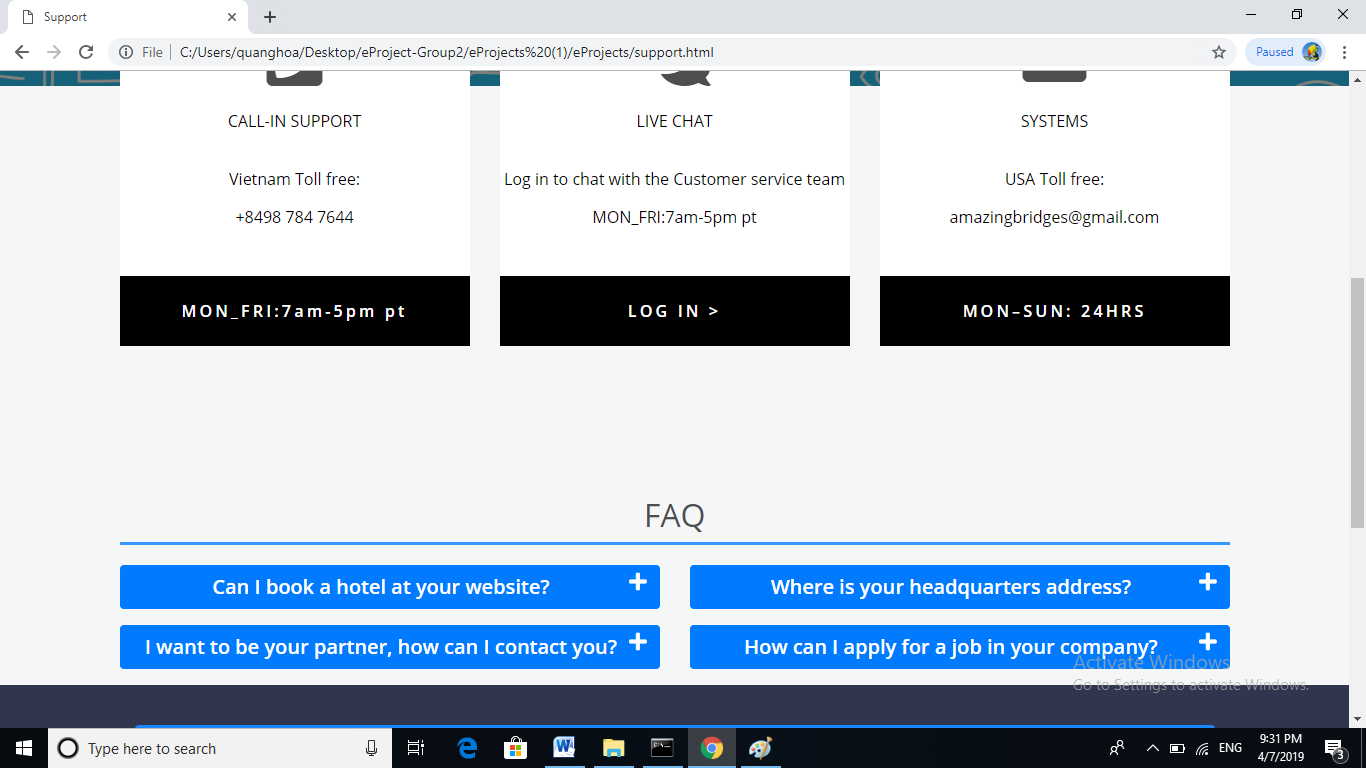 Support
File
C:/Users/quanghoa/Desktop/eProject-Group2/eProjects%20(1)/eProjects/support.html
Paused
CALL-IN SUPPORT
Vietnam Toll free:
+8498 784 7644
MON_FRI:7am-5pm pt
LIVE CHAT
Log in to chat with the Customer service team
MON_FRI:7am-5pm pt
LOG IN >
SYSTEMS
USA Toll free:
amazingbridges@gmail.com
MON–SUN: 24HRS
FAQ
Can I book a hotel at your website?
Where is your headquarters address?
I want to be your partner, how can I contact you?
How can I apply for a job in your company?
Activate Windows
Go to Settings to activate Windows.
Type here to search
ENG
9:31 PM
4/7/2019
3